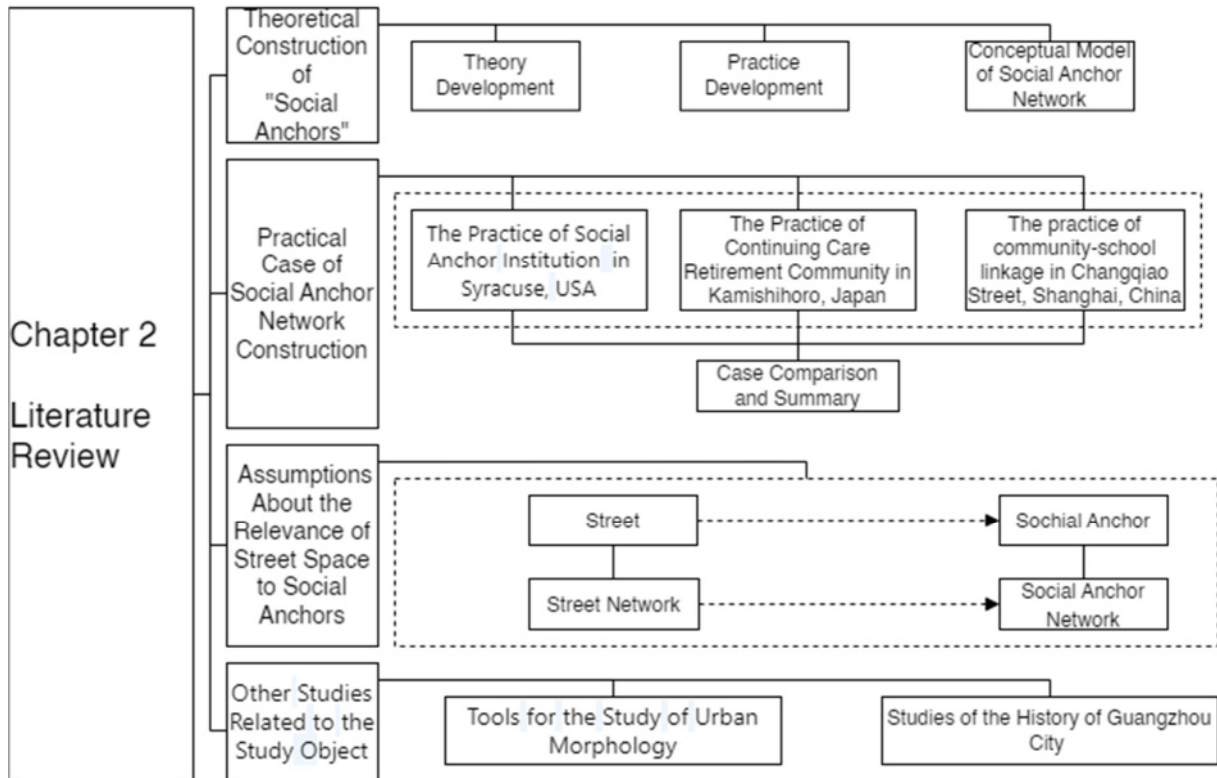 Chapter 2
Literature
Review
Theoretical
Construction
of
"Social
Anchors"
Theory
Development
Practice
Development
Conceptual Model
of Social Anchor
Network
Practical
Case of
Social Anchor
Network
Construction
The Practice of Social
Anchor Institution in
Syracuse, USA
The Practice of
Continuing Care
Retirement Community in
Kamishihoro, Japan
The practice of
community-school
linkage in Changqiao
Street, Shanghai, China
Case Comparison
and Summary
Assumptions
About the
Relevance of
Street Space
to Social
Anchors
Street
Sochial Anchor
Street Network
Social Anchor
Network
Other Studies
Related to the
Study Object
Tools for the Study of Urban
Morphology
Studies of the History of Guangzhou
City